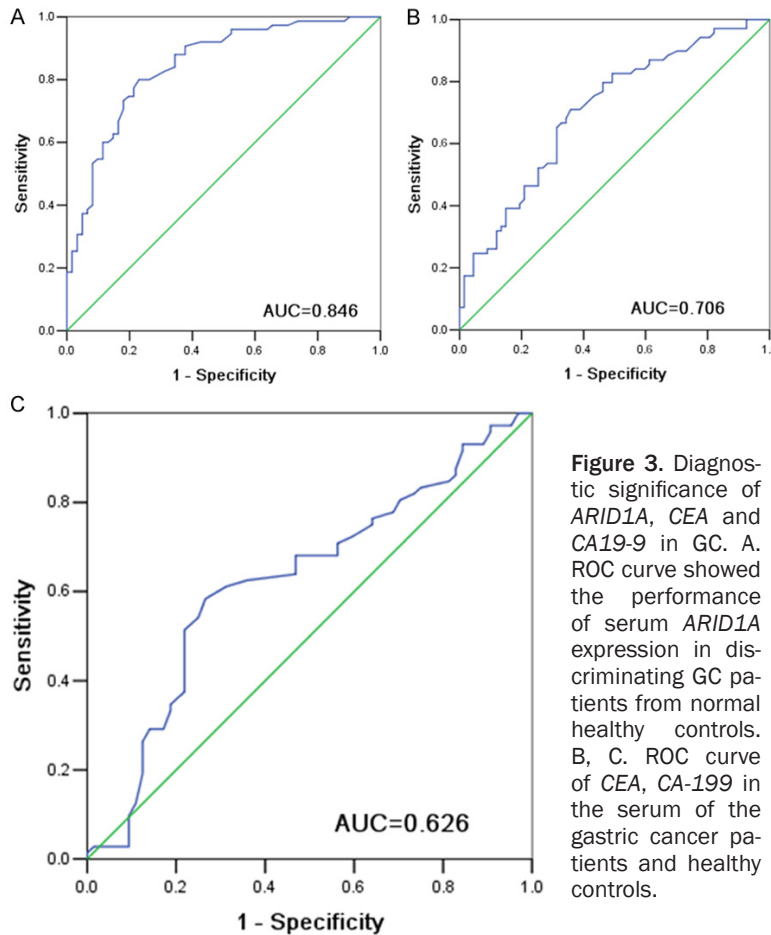 A
1.0
0.8
0.6
0.4
0.2
0.0
Sensitivity
AUC=0.846
0.0 0.2 0.4 0.6 0.8 1.0
1 - Specificity
B
1.0
0.8
0.6
0.4
0.2
0.0
Sensitivity
AUC=0.706
0.0 0.2 0.4 0.6 0.8 1.
1 - Specificity
C
1.0
0.8
0.6
0.4
0.2
0.0
Sensitivity
AUC=0.626
0.0 0.2 0.4 0.6 0.8 1.0
1 - Specificity
Figure 3. Diagnos-
tic significance of
ARID1A, CEA and
CA19-9 in GC. A.
ROC curve showed
the performance
of serum ARID1A
expression in dis-
criminating GC pa-
tients from normal
healthy controls.
B, C. ROC curve
of CEA, CA-199 in
the serum of the
gastric cancer pa-
tients and healthy
controls.